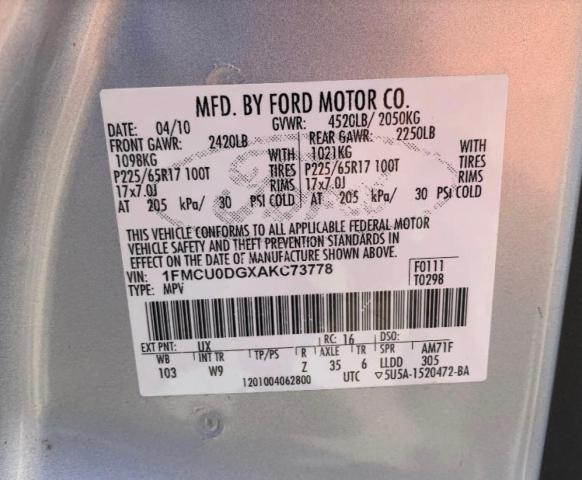 MFD. BY FORD MOTOR CO.
DATE: 04/10 GVWR: 4520LB/ 2050KG
FRONT GAWR: 2420LB REAR GAWR: 2250LB
1098KG WITH 1021KG WITH
P225/65R17 100T TIRES P225/65R17 100T TIRES
17x7.0J RIMS 17x7.0J RIMS
AT 205 kPa/ 30 PSI COLD AT 205 kPa/ 30 PSI COLD
THIS VEHICLE CONFORMS TO ALL APPLICABLE FEDERAL MOTOR
VEHICLE SAFETY AND THEFT PREVENTION STANDARDS IN
EFFECT ON THE DATE OF MANUFACTURE SHOWN ABOVE.
VIN: 1FMCU0DGXAKC73778 F0111
TYPE: MPV T0298
EXT PNT: UX RC: 16 DSO:
WB INT TR TP/PS R AXLE TR SPR AM71F
103 W9 Z 35 6 LLDD 305
1201004062800 UTC ▽5U5A-1520472-BA